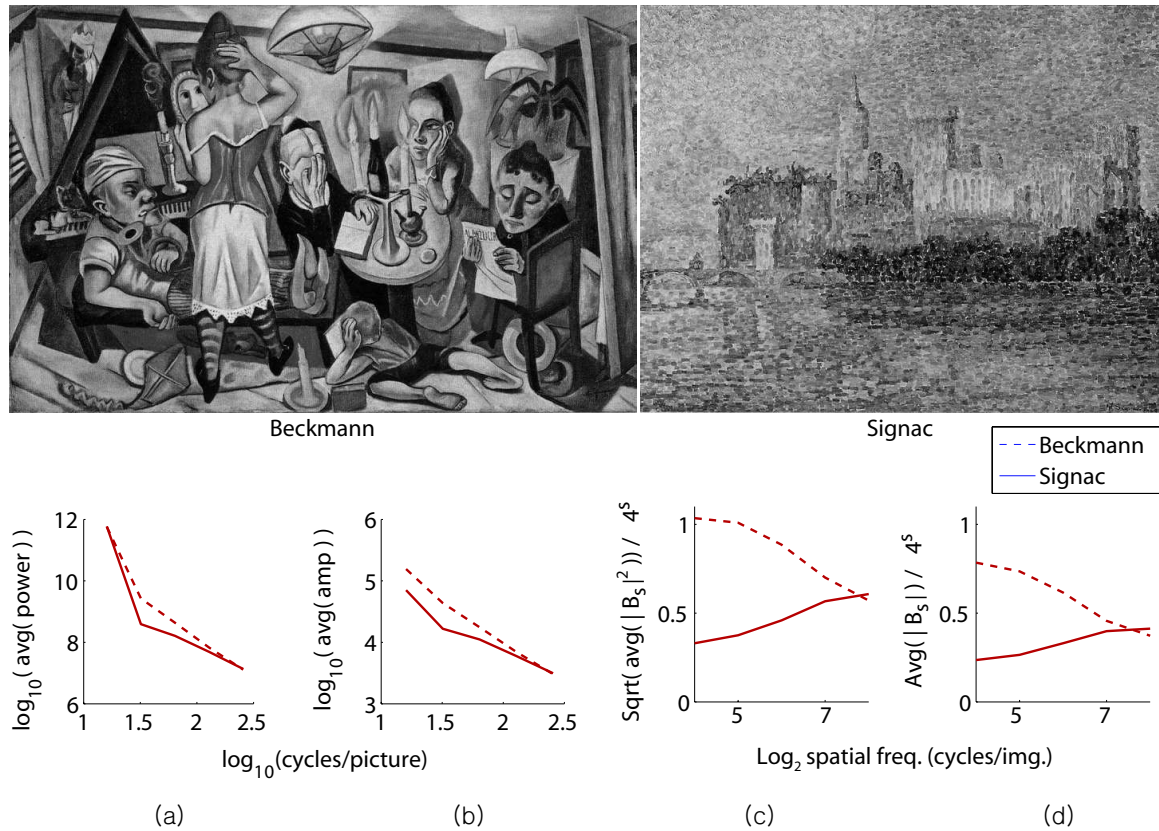 Beckmann
Signac
Beckmann
Signac
log10( avg( power ) )
12
10
8
6
1
1.5
2
2.5
log10( avg( amp ) )
6
5
4
3
1
1.5
2
2.5
log10(cycles/picture)
Sqrt( avg( |Bs|2 )) / 4s
1
0.5
0
5
7
Avg( |Bs| ) / 4s
1
0.5
0
5
7
Log2 spatial freq. (cycles/img.)
(a)
(b)
(c)
(d)